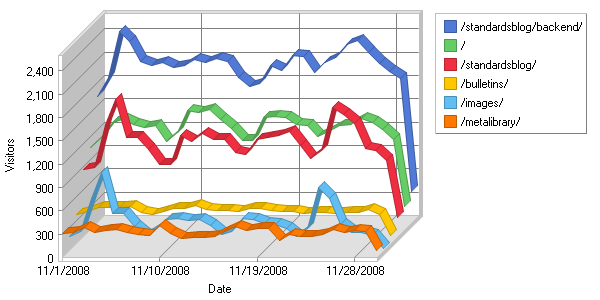 /standardsblog/backend/
/
/standardsblog/
/bulletins/
/images/
/metalibrary/
Visitors
2,400
2,100
1,800
1,500
1,200
900
600
300
0
11/1/2008
11/10/2008
11/19/2008
11/28/2008
Date